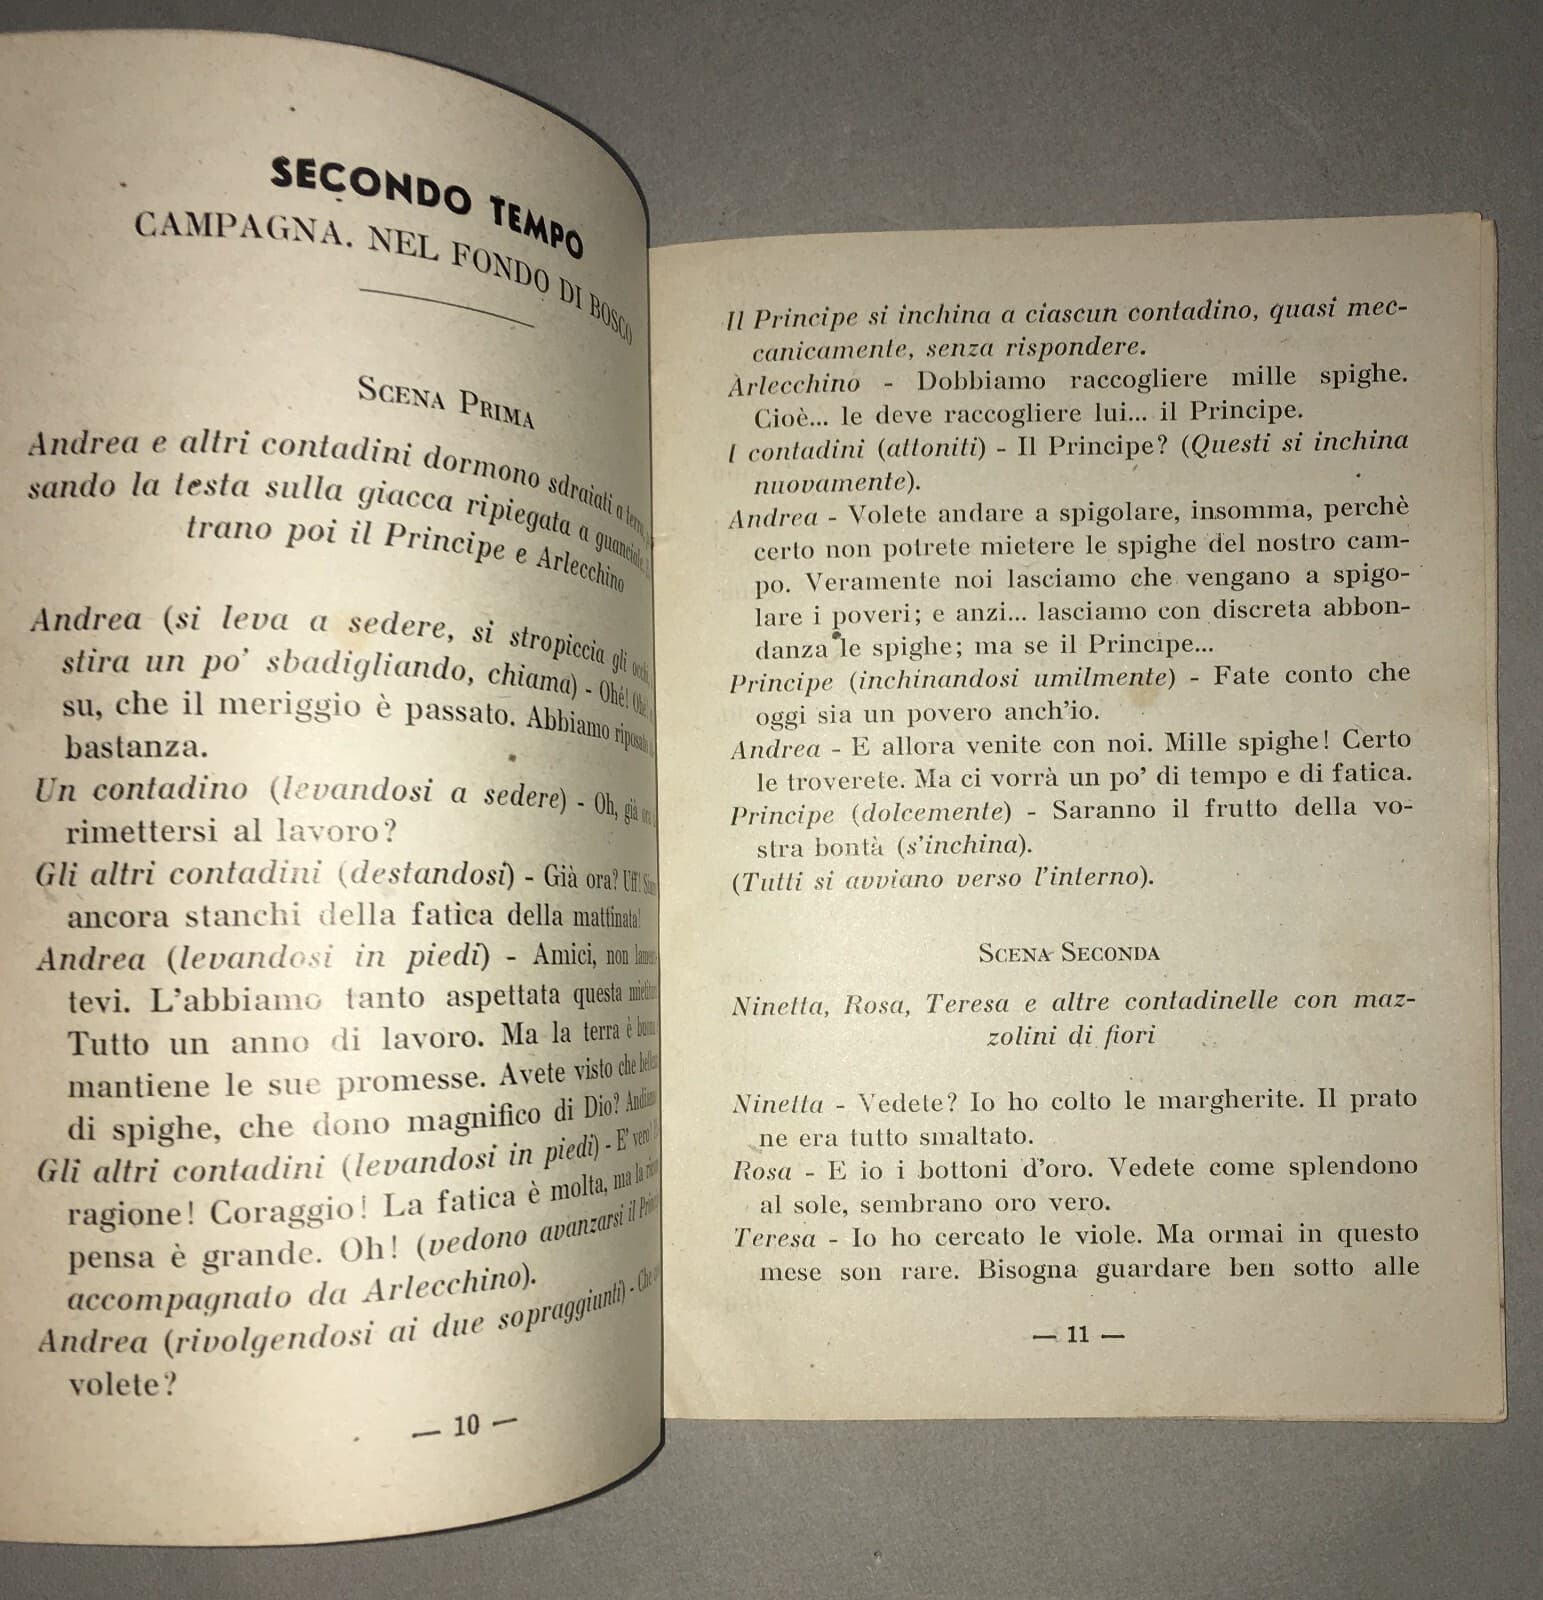 SECONDO TEMPO
CAMPAGNA. NEL FONDO DI BOSCO
SCENA PRIMA
Andrea e altri contadini dormono sdraiati a terra,
sando la testa sulla giacca ripiegata a guanciale.
trano poi il Principe e Arlecchino
Andrea (si leva a sedere, si stropiccia gli occhi,
stira un po' sbadigliando, chiama) - Ohé! Ohé!
su, che il meriggio è passato. Abbiamo riposato
bastanza.
Un contadino (levandosi a sedere) - Oh, già ora
rimettersi al lavoro?
Gli altri contadini (destandosi) - Già ora? Uff!
ancora stanchi della fatica della mattinata!
Andrea (levandosi in piedi) - Amici, non
tevi. L'abbiamo tanto aspettata questa
Tutto un anno di lavoro. Ma la terra è
mantiene le sue promesse. Avete visto che
di spighe, che dono magnifico di Dio?
Gli altri contadini (levandosi in piedi) - E' vero!
ragione! Coraggio! La fatica è molta, ma la
pensa è grande. Oh! (vedono avanzarsi il
accompagnato da Arlecchino).
Andrea (rivolgendosi ai due sopraggiunti) - Che
volete?
— 10 —
Il Principe si inchina a ciascun contadino, quasi mec-
canicamente, senza rispondere.
Arlecchino - Dobbiamo raccogliere mille spighe.
Cioè... le deve raccogliere lui... il Principe.
I contadini (attoniti) - Il Principe? (Questi si inchina
nuovamente).
Andrea - Volete andare a spigolare, insomma, perchè
certo non potrete mietere le spighe del nostro cam-
po. Veramente noi lasciamo che vengano a spigo-
lare i poveri; e anzi... lasciamo con discreta abbon-
danza le spighe; ma se il Principe...
Principe (inchinandosi umilmente) - Fate conto che
oggi sia un povero anch'io.
Andrea - E allora venite con noi. Mille spighe! Certo
le troverete. Ma ci vorrà un po' di tempo e di fatica.
Principe (dolcemente) - Saranno il frutto della vo-
stra bontà (s'inchina).
(Tutti si avviano verso l'interno).
SCENA SECONDA
Ninetta, Rosa, Teresa e altre contadinelle con maz-
zolini di fiori
Ninetta - Vedete? Io ho colto le margherite. Il prato
ne era tutto smaltato.
Rosa - E io i bottoni d'oro. Vedete come splendono
al sole, sembrano oro vero.
Teresa - Io ho cercato le viole. Ma ormai in questo
mese son rare. Bisogna guardare ben sotto alle
— 11 —